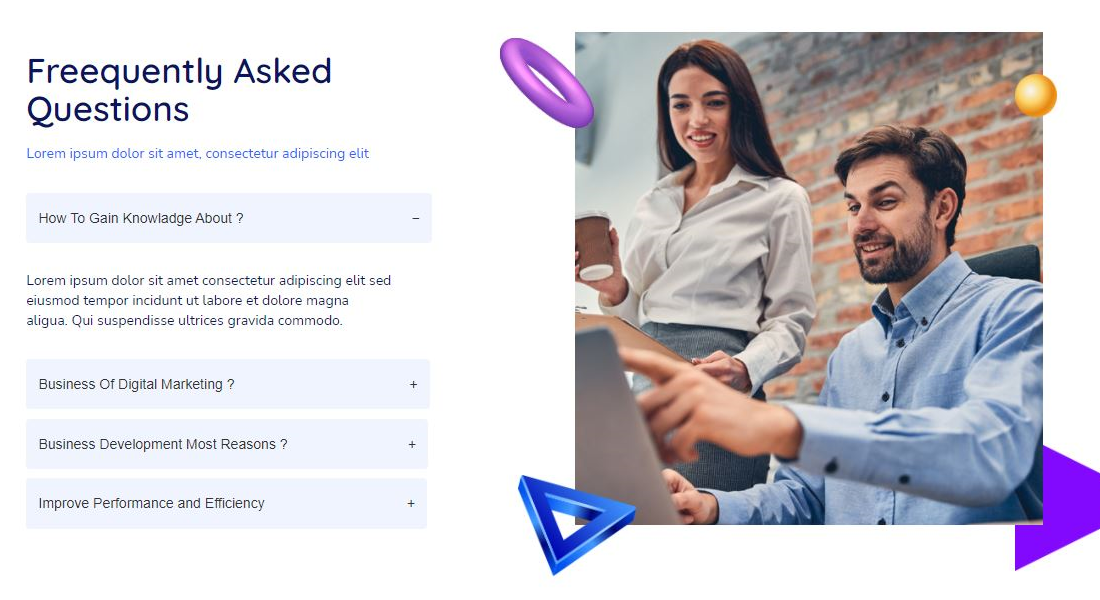 Freequently Asked
Questions
Lorem ipsum dolor sit amet, consectetur adipiscing elit
How To Gain Knowladge About ?
−
Lorem ipsum dolor sit amet consectetur adipiscing elit sed
eiusmod tempor incidunt ut labore et dolore magna
aligua. Qui suspendisse ultrices gravida commodo.
Business Of Digital Marketing ?
+
Business Development Most Reasons ?
+
Improve Performance and Efficiency
+